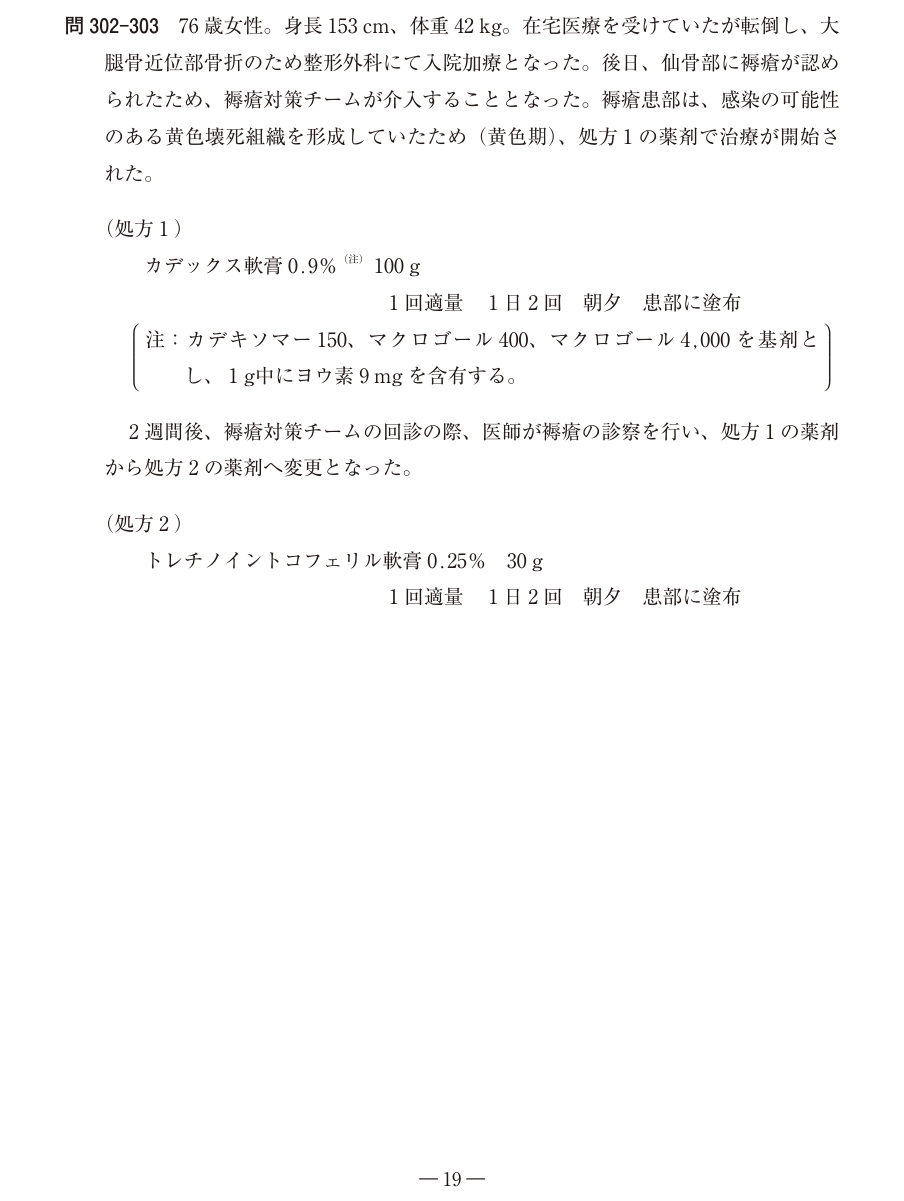 問 302-303　76 歳女性。身長 153 cm、体重 42 kg。在宅医療を受けていたが転倒し、大
腿骨近位部骨折のため整形外科にて入院加療となった。後日、仙骨部に褥瘡が認め
られたため、褥瘡対策チームが介入することとなった。褥瘡患部は、感染の可能性
のある黄色壊死組織を形成していたため（黄色期）、処方 1 の薬剤で治療が開始さ
れた。
（処方 1 ）
カデックス軟膏 0.9%（注） 100 g
1 回適量　1 日 2 回　朝夕　患部に塗布
注：カデキソマー 150、マクロゴール 400、マクロゴール 4,000 を基剤と
し、1 g中にヨウ素 9 mg を含有する。
2 週間後、褥瘡対策チームの回診の際、医師が褥瘡の診察を行い、処方 1 の薬剤
から処方 2 の薬剤へ変更となった。
（処方 2 ）
トレチノイントコフェリル軟膏 0.25%　30 g
1 回適量　1 日 2 回　朝夕　患部に塗布
― 19 ―